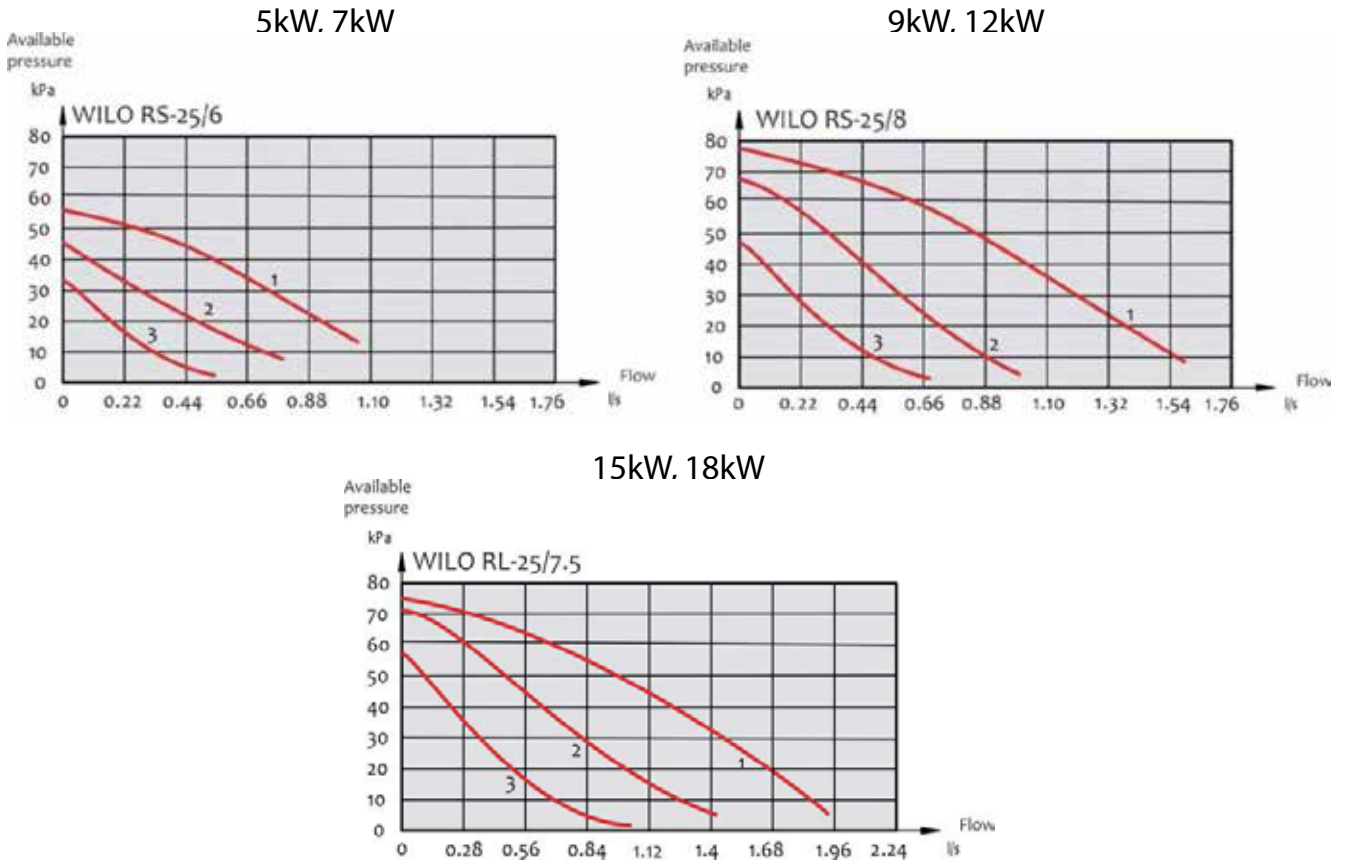 5kW, 7kW
Available
pressure
kPa
WILO RS-25/6
80
70
60
50
40
30
20
10
0
1
2
3
Flow
0 0.22 0.44 0.66 0.88 1.10 1.32 1.54 1.76 l/s
9kW, 12kW
Available
pressure
kPa
WILO RS-25/8
80
70
60
50
40
30
20
10
0
1
2
3
Flow
0 0.22 0.44 0.66 0.88 1.10 1.32 1.54 1.76 l/s
15kW, 18kW
Available
pressure
kPa
WILO RL-25/7.5
80
70
60
50
40
30
20
10
0
1
2
3
Flow
0 0.28 0.56 0.84 1.12 1.4 1.68 1.96 2.24 l/s